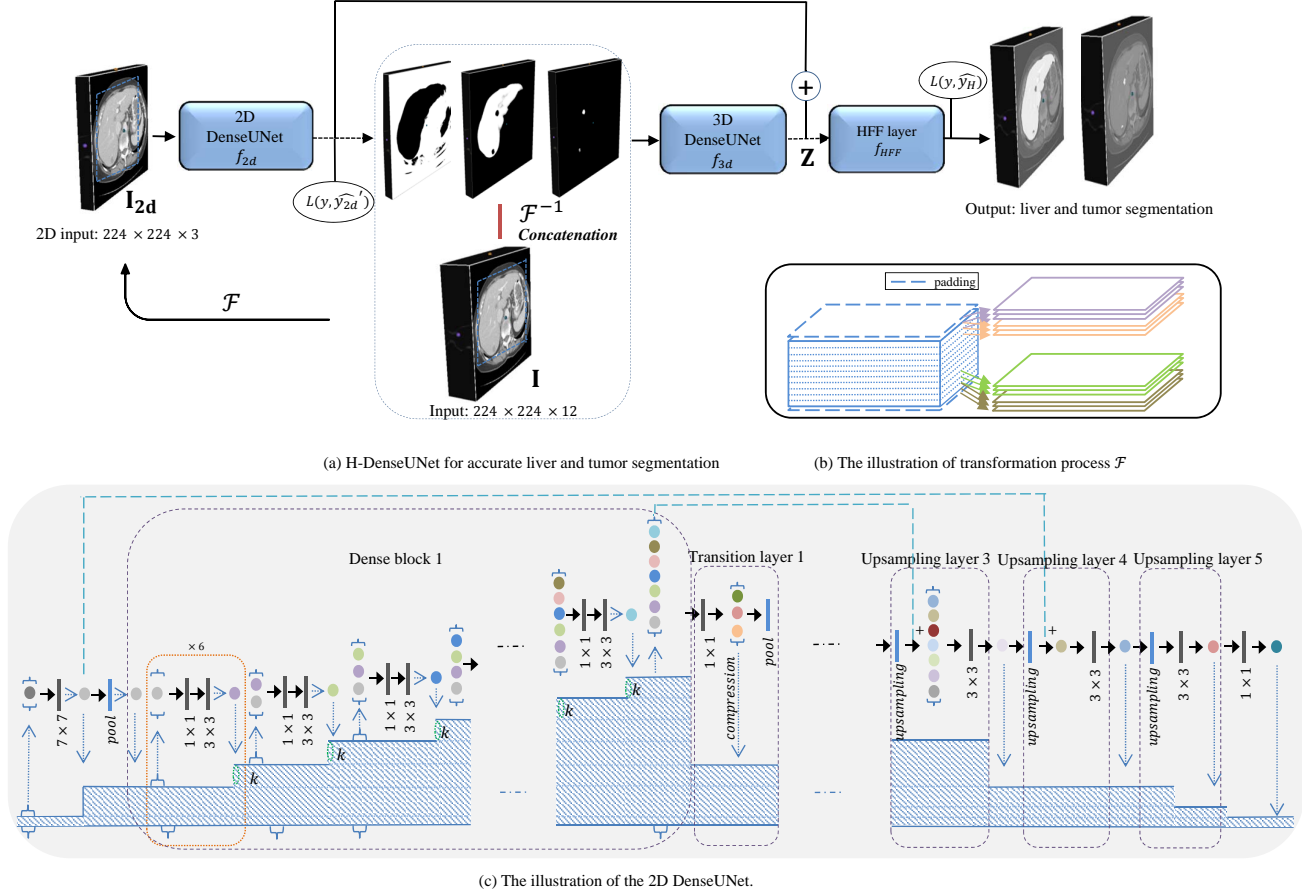 2D
DenseUNet
f2d
3D
DenseUNet
f3d
HFF layer
fHFF
L(y, ŷH)
L(y, ŷ2d′)
Z
I2d
2D input: 224 × 224 × 3
ℱ−1
Concatenation
ℱ
I
Input: 224 × 224 × 12
Output: liver and tumor segmentation
padding
(a) H-DenseUNet for accurate liver and tumor segmentation
(b) The illustration of transformation process ℱ
Dense block 1
Transition layer 1
Upsampling layer 3
Upsampling layer 4
Upsampling layer 5
× 6
7 × 7
pool
1 × 1
3 × 3
1 × 1
3 × 3
1 × 1
3 × 3
1 × 1
3 × 3
1 × 1
compression
pool
+
upsampling
3 × 3
+
upsampling
3 × 3
upsampling
3 × 3
1 × 1
k
k
k
k
k
(c) The illustration of the 2D DenseUNet.